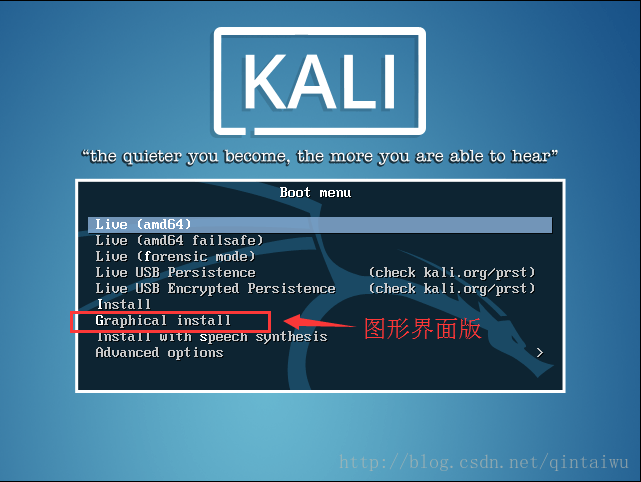 KALI
“the quieter you become, the more you are able to hear”
Boot menu
Live (amd64)
Live (amd64 failsafe)
Live (forensic mode)
Live USB Persistence (check kali.org/prst)
Live USB Encrypted Persistence (check kali.org/prst)
Install
Graphical install
图形界面版
Install with speech synthesis
Advanced options >
http://blog.csdn.net/qintaiwu